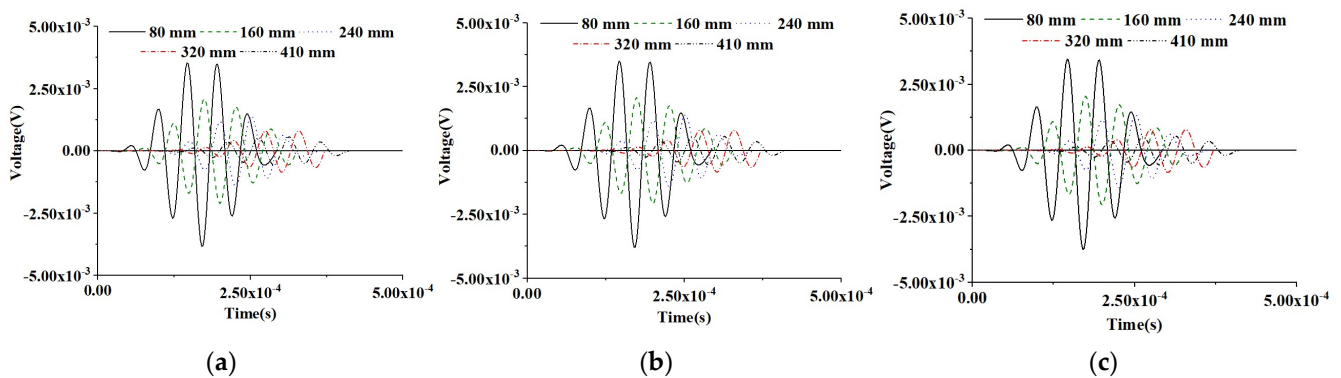 5.00x10⁻³
80 mm 160 mm 240 mm
320 mm 410 mm
2.50x10⁻³
0.00
-2.50x10⁻³
-5.00x10⁻³
Voltage(V)
0.00 2.50x10⁻⁴ 5.00x10⁻⁴
Time(s)
(a)
5.00x10⁻³
80 mm 160 mm 240 mm
320 mm 410 mm
2.50x10⁻³
0.00
-2.50x10⁻³
-5.00x10⁻³
Voltage(V)
0.00 2.50x10⁻⁴ 5.00x10⁻⁴
Time(s)
(b)
5.00x10⁻³
80 mm 160 mm 240 mm
320 mm 410 mm
2.50x10⁻³
0.00
-2.50x10⁻³
-5.00x10⁻³
Voltage(V)
0.00 2.50x10⁻⁴ 5.00x10⁻⁴
Time(s)
(c)